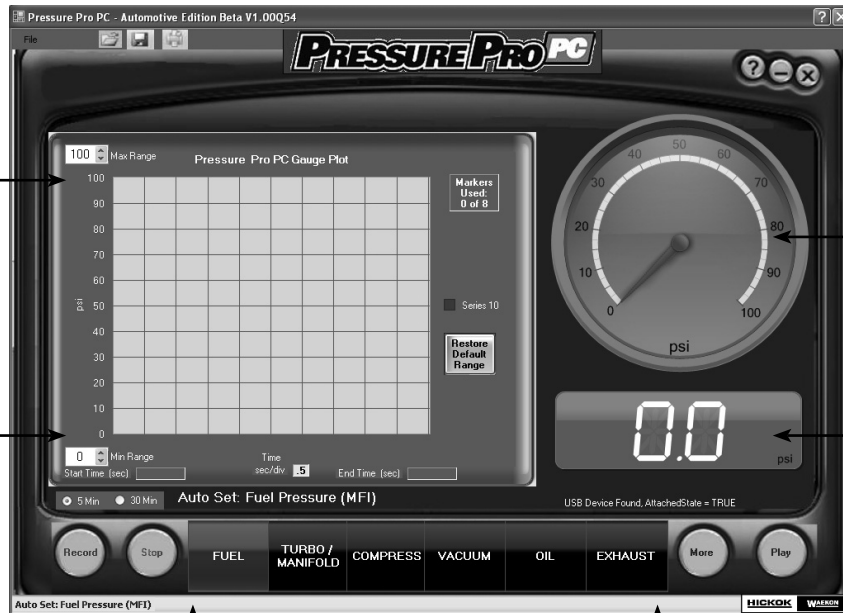 Pressure Pro PC - Automotive Edition Beta V1.00Q54
File
PRESSURE PRO PC
100 Max Range
Pressure Pro PC Gauge Plot
Markers
Used:
0 of 8
100
90
80
70
60
50
40
30
20
10
0
psi
Series 10
Restore
Default
Range
0 Min Range
Time
sec/div .5
Start Time (sec)
End Time (sec)
0
10
20
30
40
50
60
70
80
90
100
psi
0.0
psi
5 Min 30 Min
Auto Set: Fuel Pressure (MFI)
USB Device Found, AttachedState = TRUE
Record
Stop
FUEL
TURBO /
MANIFOLD
COMPRESS
VACUUM
OIL
EXHAUST
More
Play
Auto Set: Fuel Pressure (MFI)
HICKOK WAEKON